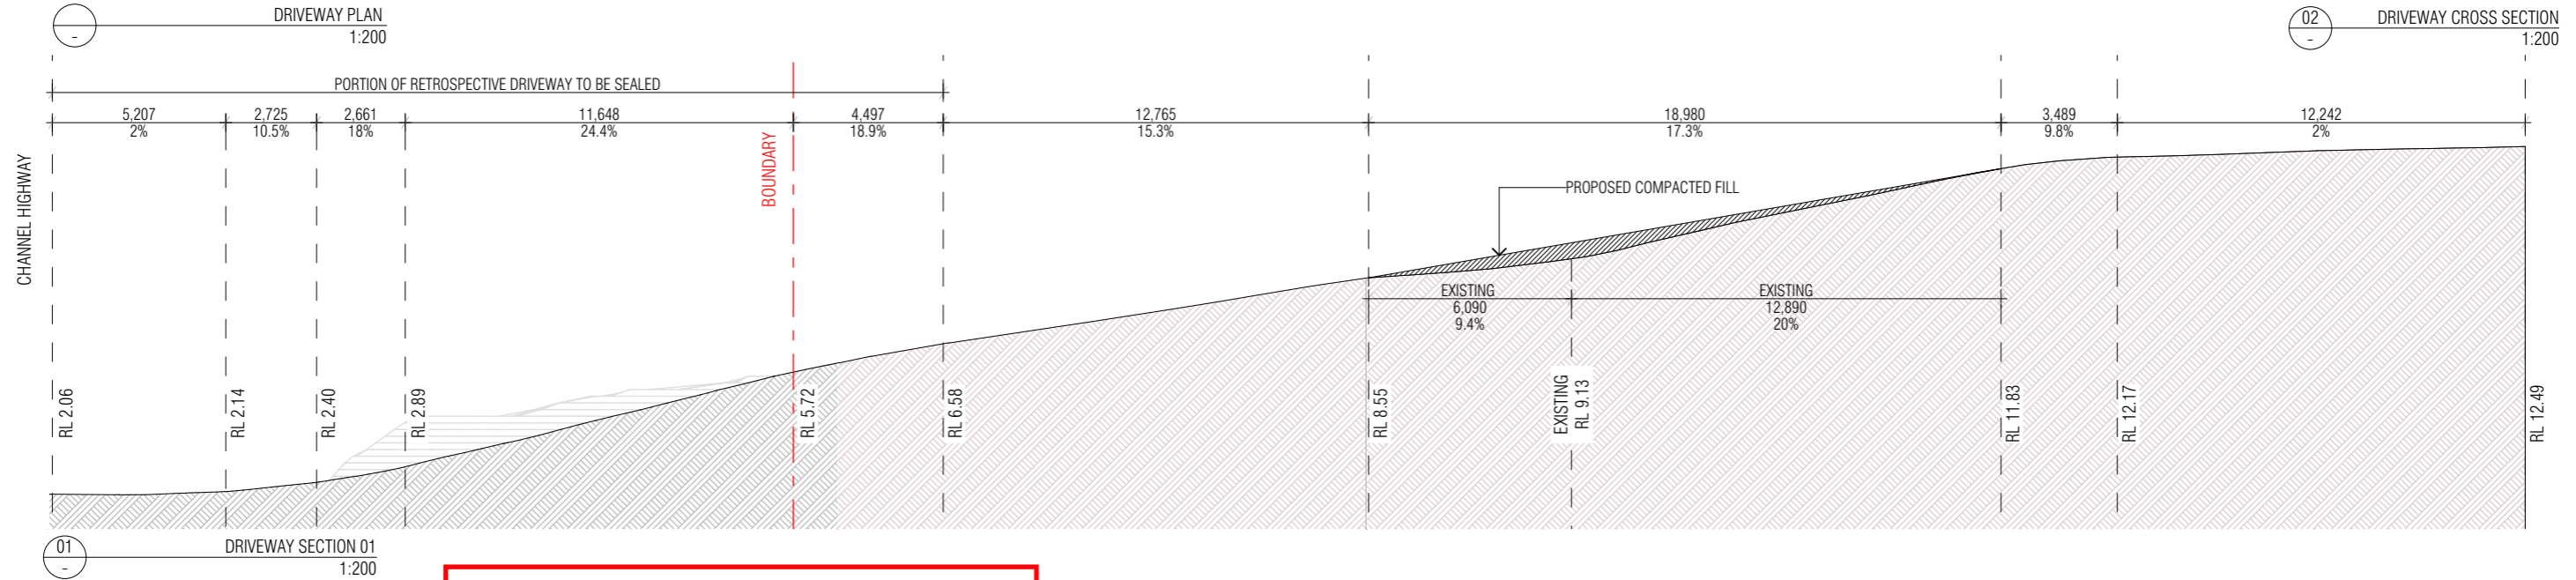 DRIVEWAY PLAN
-
1:200
02
DRIVEWAY CROSS SECTION
-
1:200
PORTION OF RETROSPECTIVE DRIVEWAY TO BE SEALED
5,207 2,725 2,661 11,648 4,497 12,765 18,980 3,489 12,242
2% 10.5% 18% 24.4% 18.9% 15.3% 17.3% 9.8% 2%
CHANNEL HIGHWAY
BOUNDARY
PROPOSED COMPACTED FILL
EXISTING
6,090
9.4%
EXISTING
12,890
20%
RL 2.06
RL 2.14
RL 2.40
RL 2.89
RL 5.72
RL 6.58
RL 8.55
EXISTING
RL 9.13
RL 11.83
RL 12.17
RL 12.49
01
DRIVEWAY SECTION 01
-
1:200